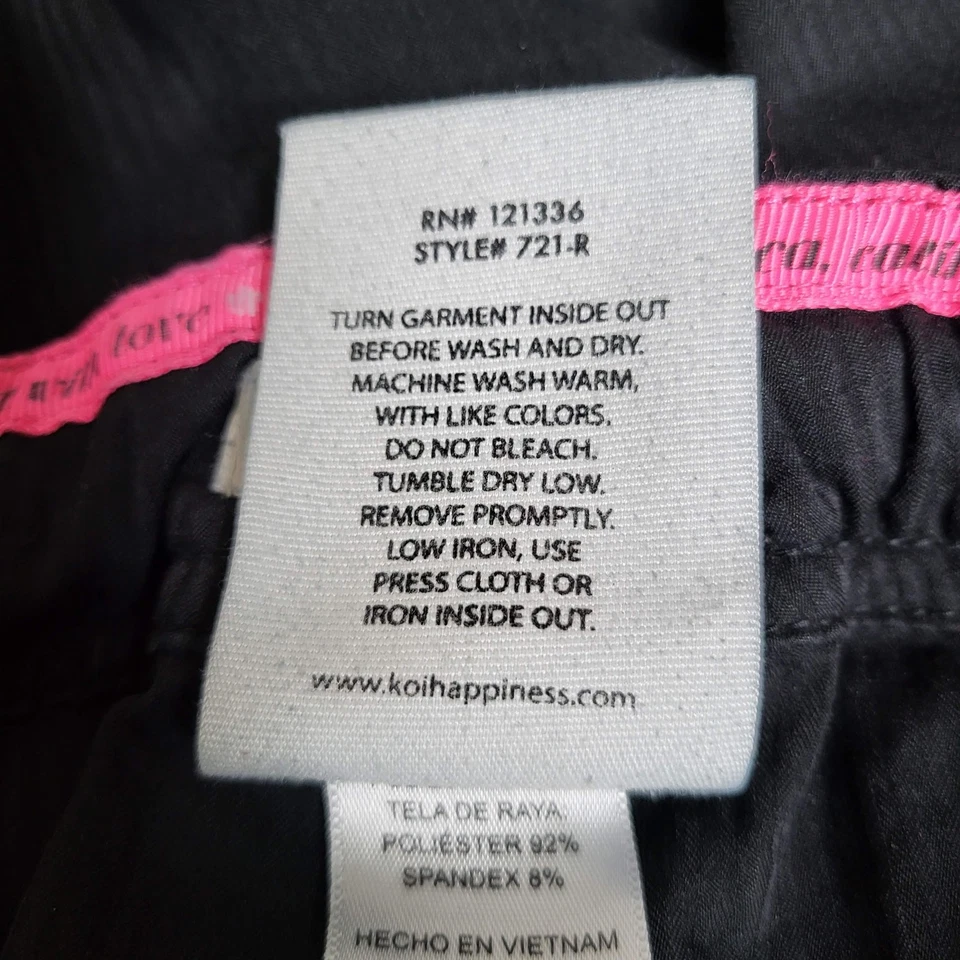 RN# 121336
STYLE# 721-R
TURN GARMENT INSIDE OUT
BEFORE WASH AND DRY.
MACHINE WASH WARM,
WITH LIKE COLORS.
DO NOT BLEACH.
TUMBLE DRY LOW.
REMOVE PROMPTLY.
LOW IRON, USE
PRESS CLOTH OR
IRON INSIDE OUT.
www.koihappiness.com
love
TELA DE RAYA.
POLIÉSTER 92%
SPANDEX 8%
HECHO EN VIETNAM